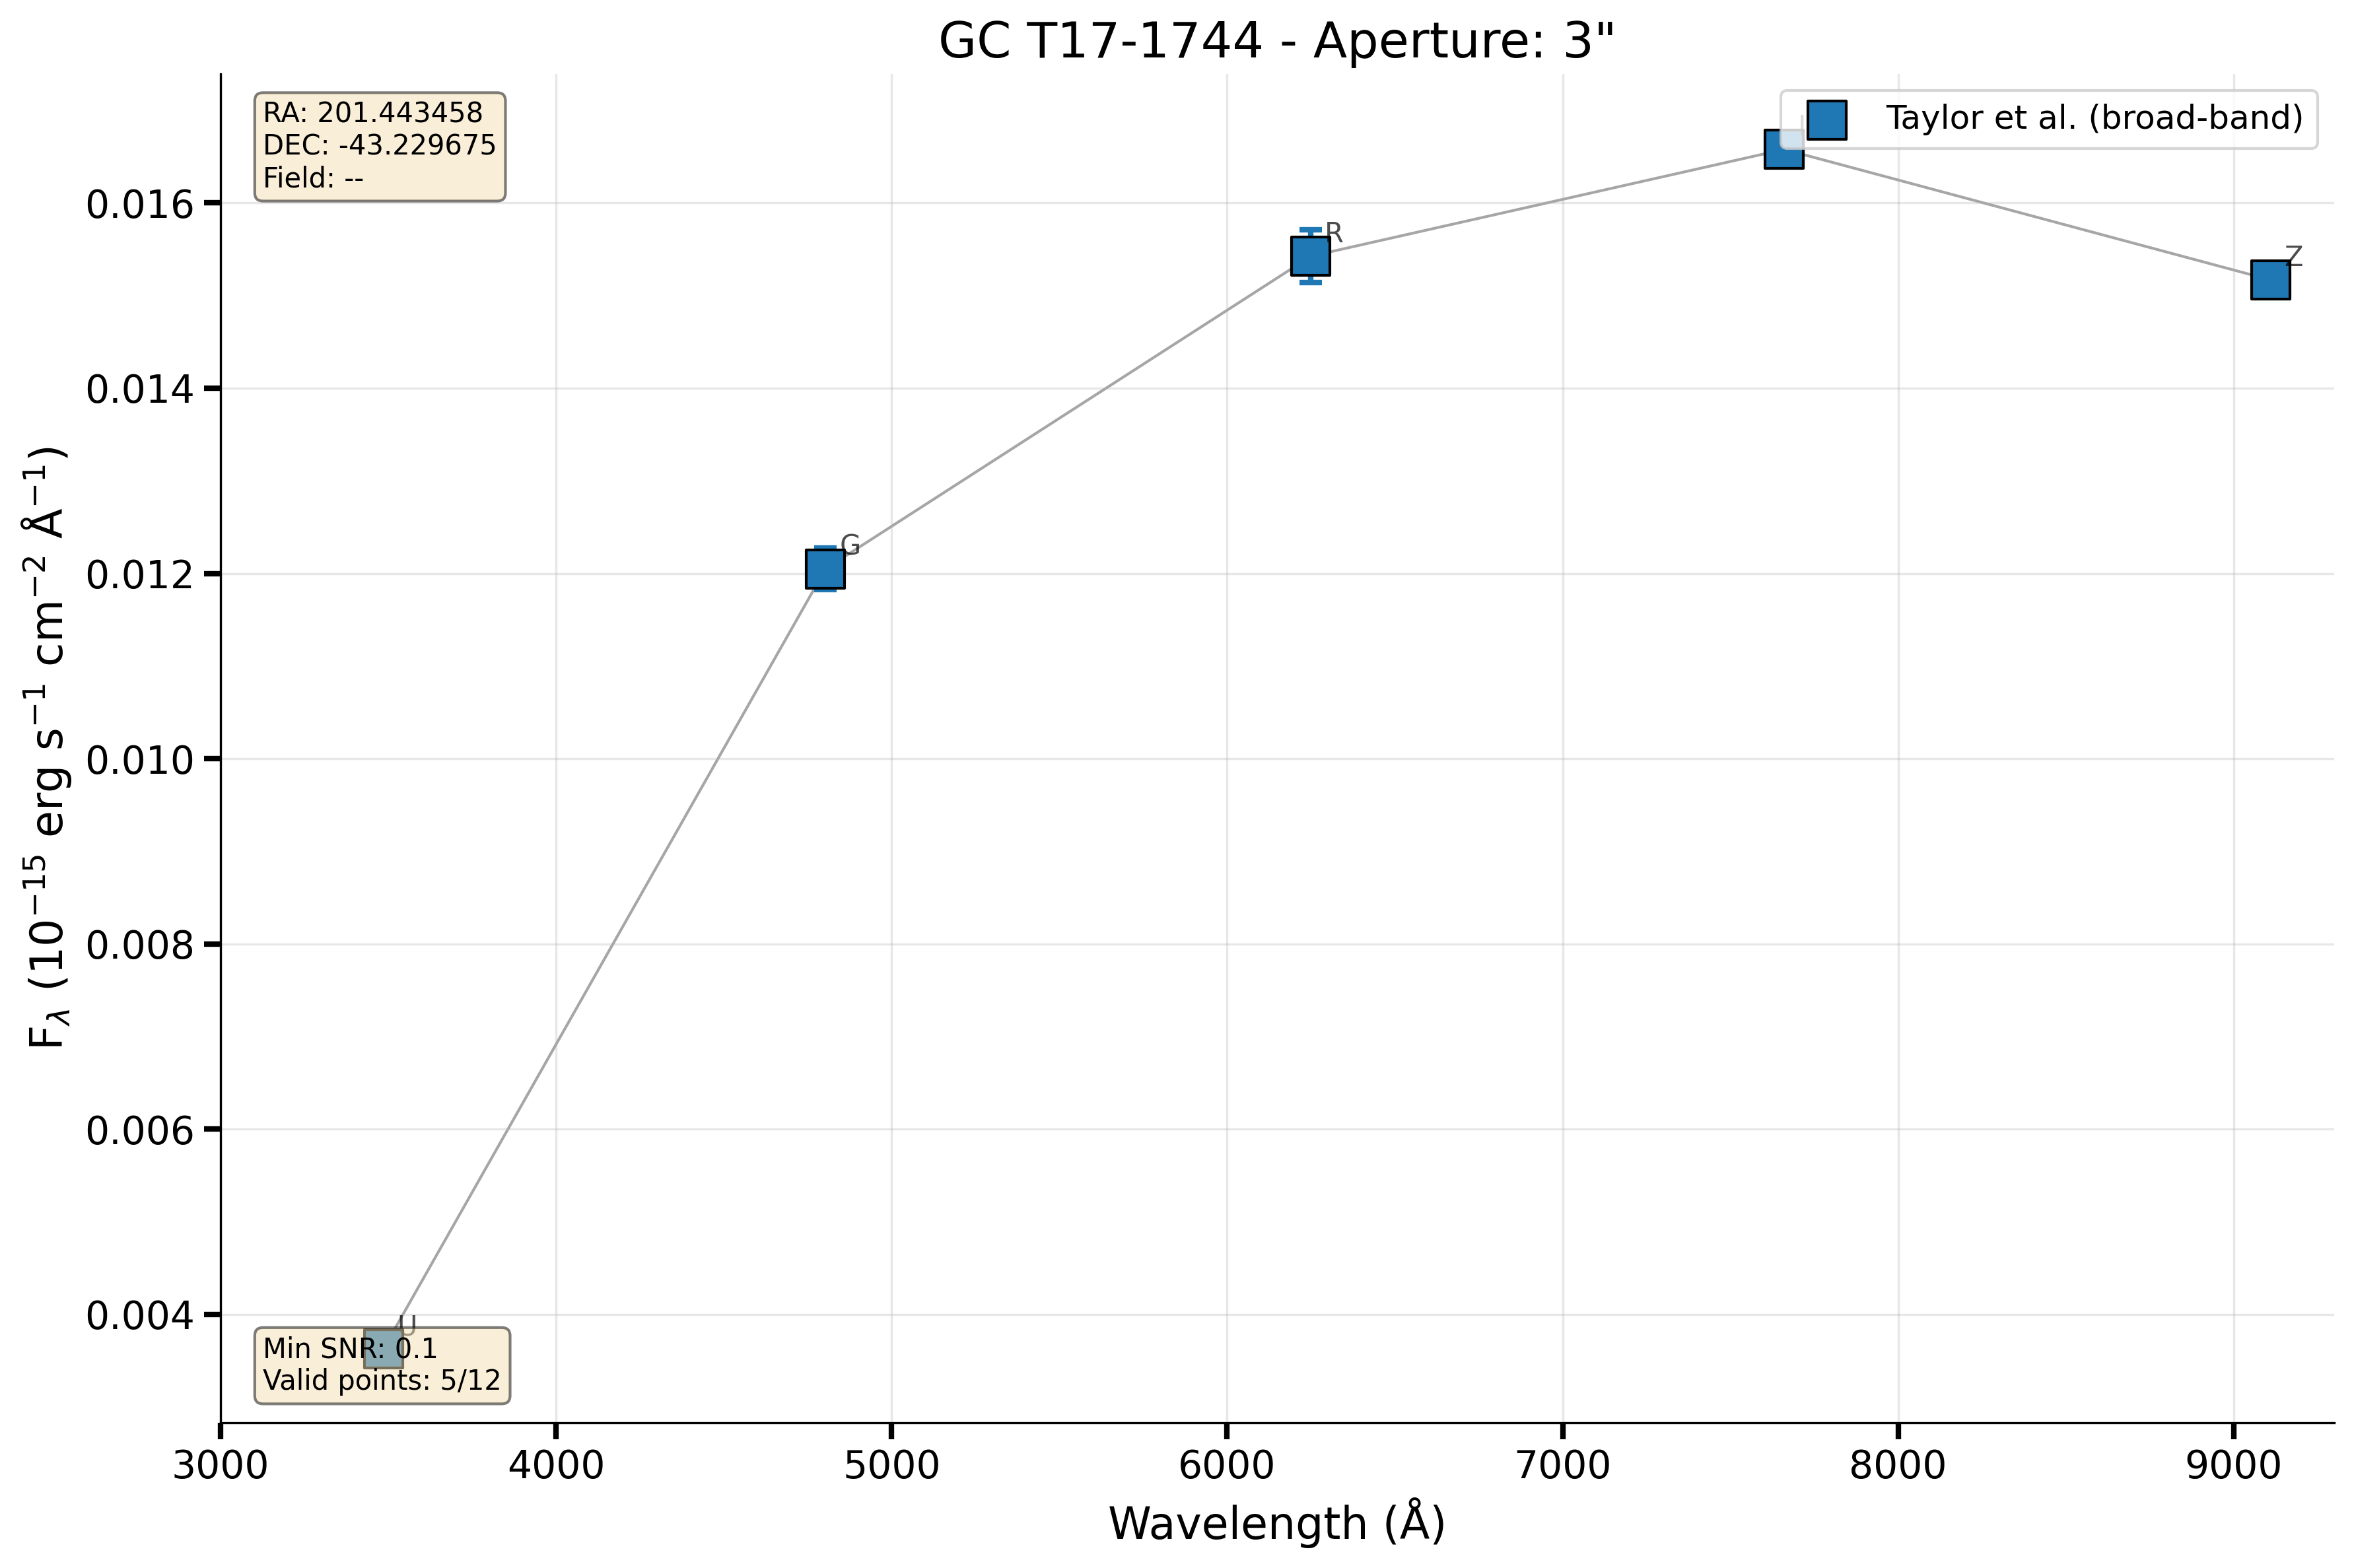 GC T17-1744 - Aperture: 3"
RA: 201.443458
DEC: -43.229675
Field: --
Taylor et al. (broad-band)
I
R
Z
G
U
Min SNR: 0.1
Valid points: 5/12
0.016
0.014
0.012
0.010
0.008
0.006
0.004
F_λ (10⁻¹⁵ erg s⁻¹ cm⁻² Å⁻¹)
3000 4000 5000 6000 7000 8000 9000
Wavelength (Å)